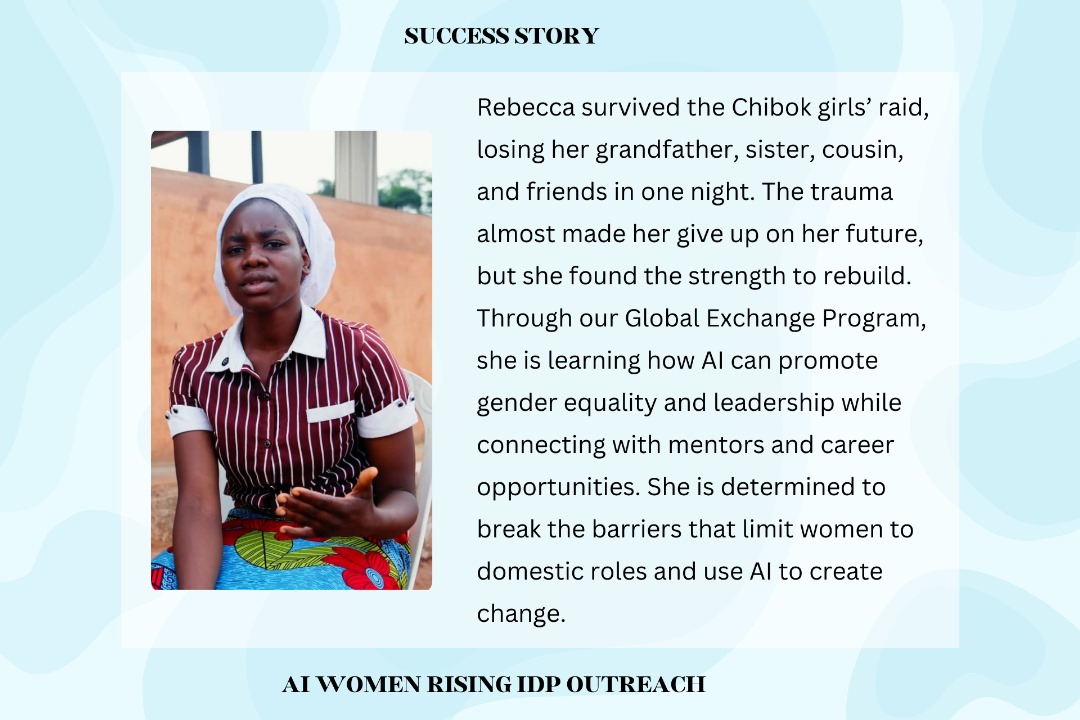 SUCCESS STORY
Rebecca survived the Chibok girls’ raid,
losing her grandfather, sister, cousin,
and friends in one night. The trauma
almost made her give up on her future,
but she found the strength to rebuild.
Through our Global Exchange Program,
she is learning how AI can promote
gender equality and leadership while
connecting with mentors and career
opportunities. She is determined to
break the barriers that limit women to
domestic roles and use AI to create
change.
AI WOMEN RISING IDP OUTREACH